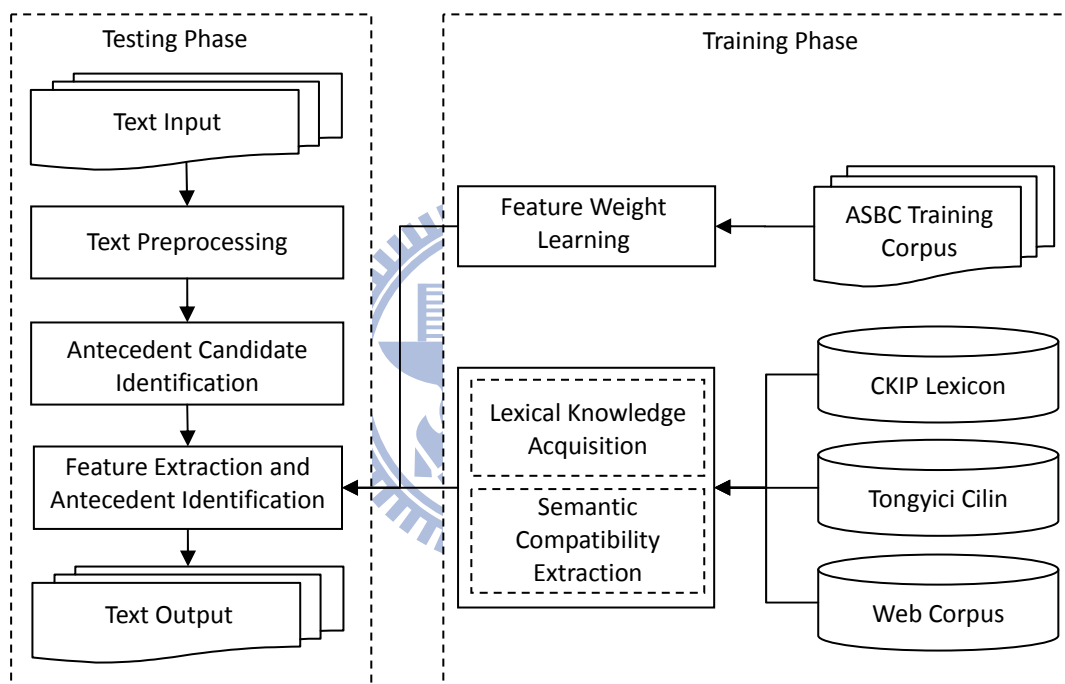 Testing Phase
Text Input
Text Preprocessing
Antecedent Candidate
Identification
Feature Extraction and
Antecedent Identification
Text Output
Training Phase
Feature Weight
Learning
ASBC Training
Corpus
Lexical Knowledge
Acquisition
Semantic
Compatibility
Extraction
CKIP Lexicon
Tongyici Cilin
Web Corpus